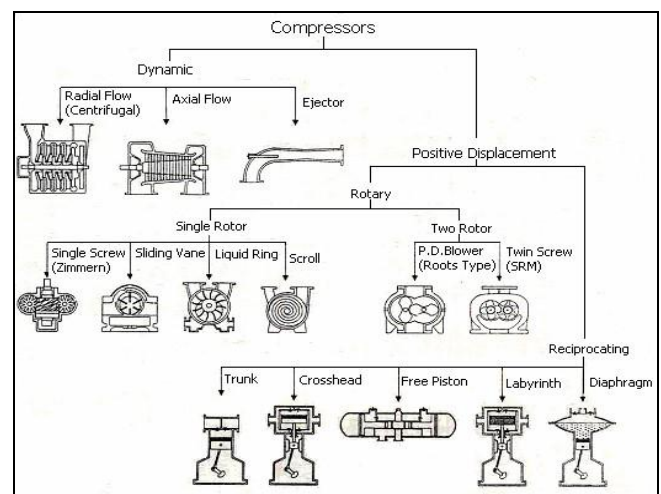 Compressors
Dynamic
Radial Flow
(Centrifugal)
Axial Flow
Ejector
Positive Displacement
Rotary
Single Rotor
Two Rotor
Single Screw
(Zimmern)
Sliding Vane
Liquid Ring
Scroll
P.D.Blower
(Roots Type)
Twin Screw
(SRM)
Reciprocating
Trunk
Crosshead
Free Piston
Labyrinth
Diaphragm